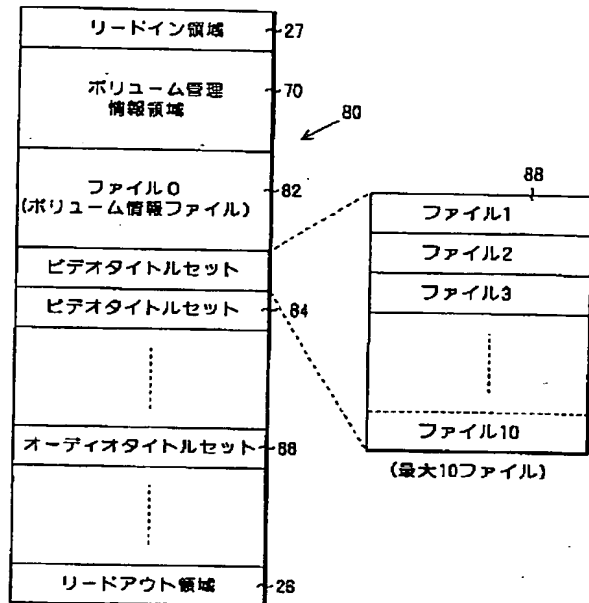 リードイン領域
27
ボリューム管理
情報領域
70
80
ファイル0
(ボリューム情報ファイル)
82
ビデオタイトルセット
ビデオタイトルセット
84
オーディオタイトルセット
86
リードアウト領域
26
88
ファイル1
ファイル2
ファイル3
ファイル10
(最大10ファイル)